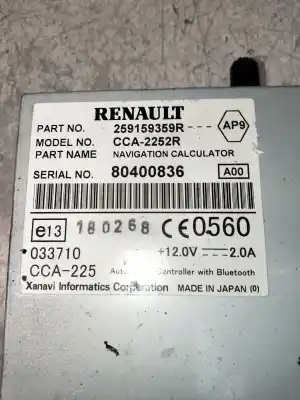 RENAULT
PART NO. 259159359R----
AP9
MODEL NO. CCA-2252R
PART NAME NAVIGATION CALCULATOR
SERIAL NO. 80400836 A00
e13 180268 CE0560
033710 +12.0V 2.0A
CCA-225 Controller with Bluetooth
Xanavi Informatics Corporation MADE IN JAPAN (0)